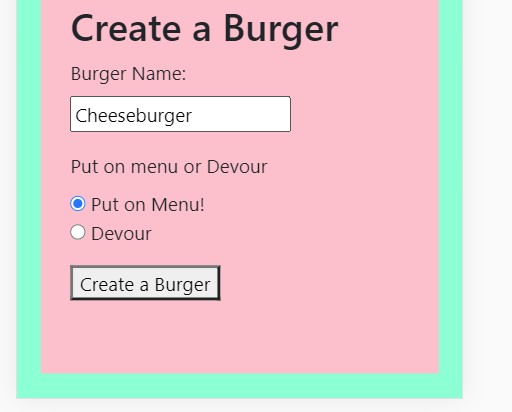 Create a Burger
Burger Name:
Cheeseburger
Put on menu or Devour
Put on Menu!
Devour
Create a Burger